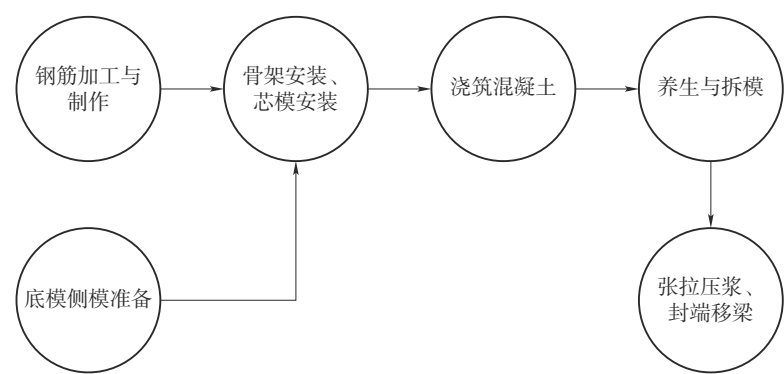 钢筋加工与
制作
骨架安装、
芯模安装
浇筑混凝土
养生与拆模
底模侧模准备
张拉压浆、
封端移梁